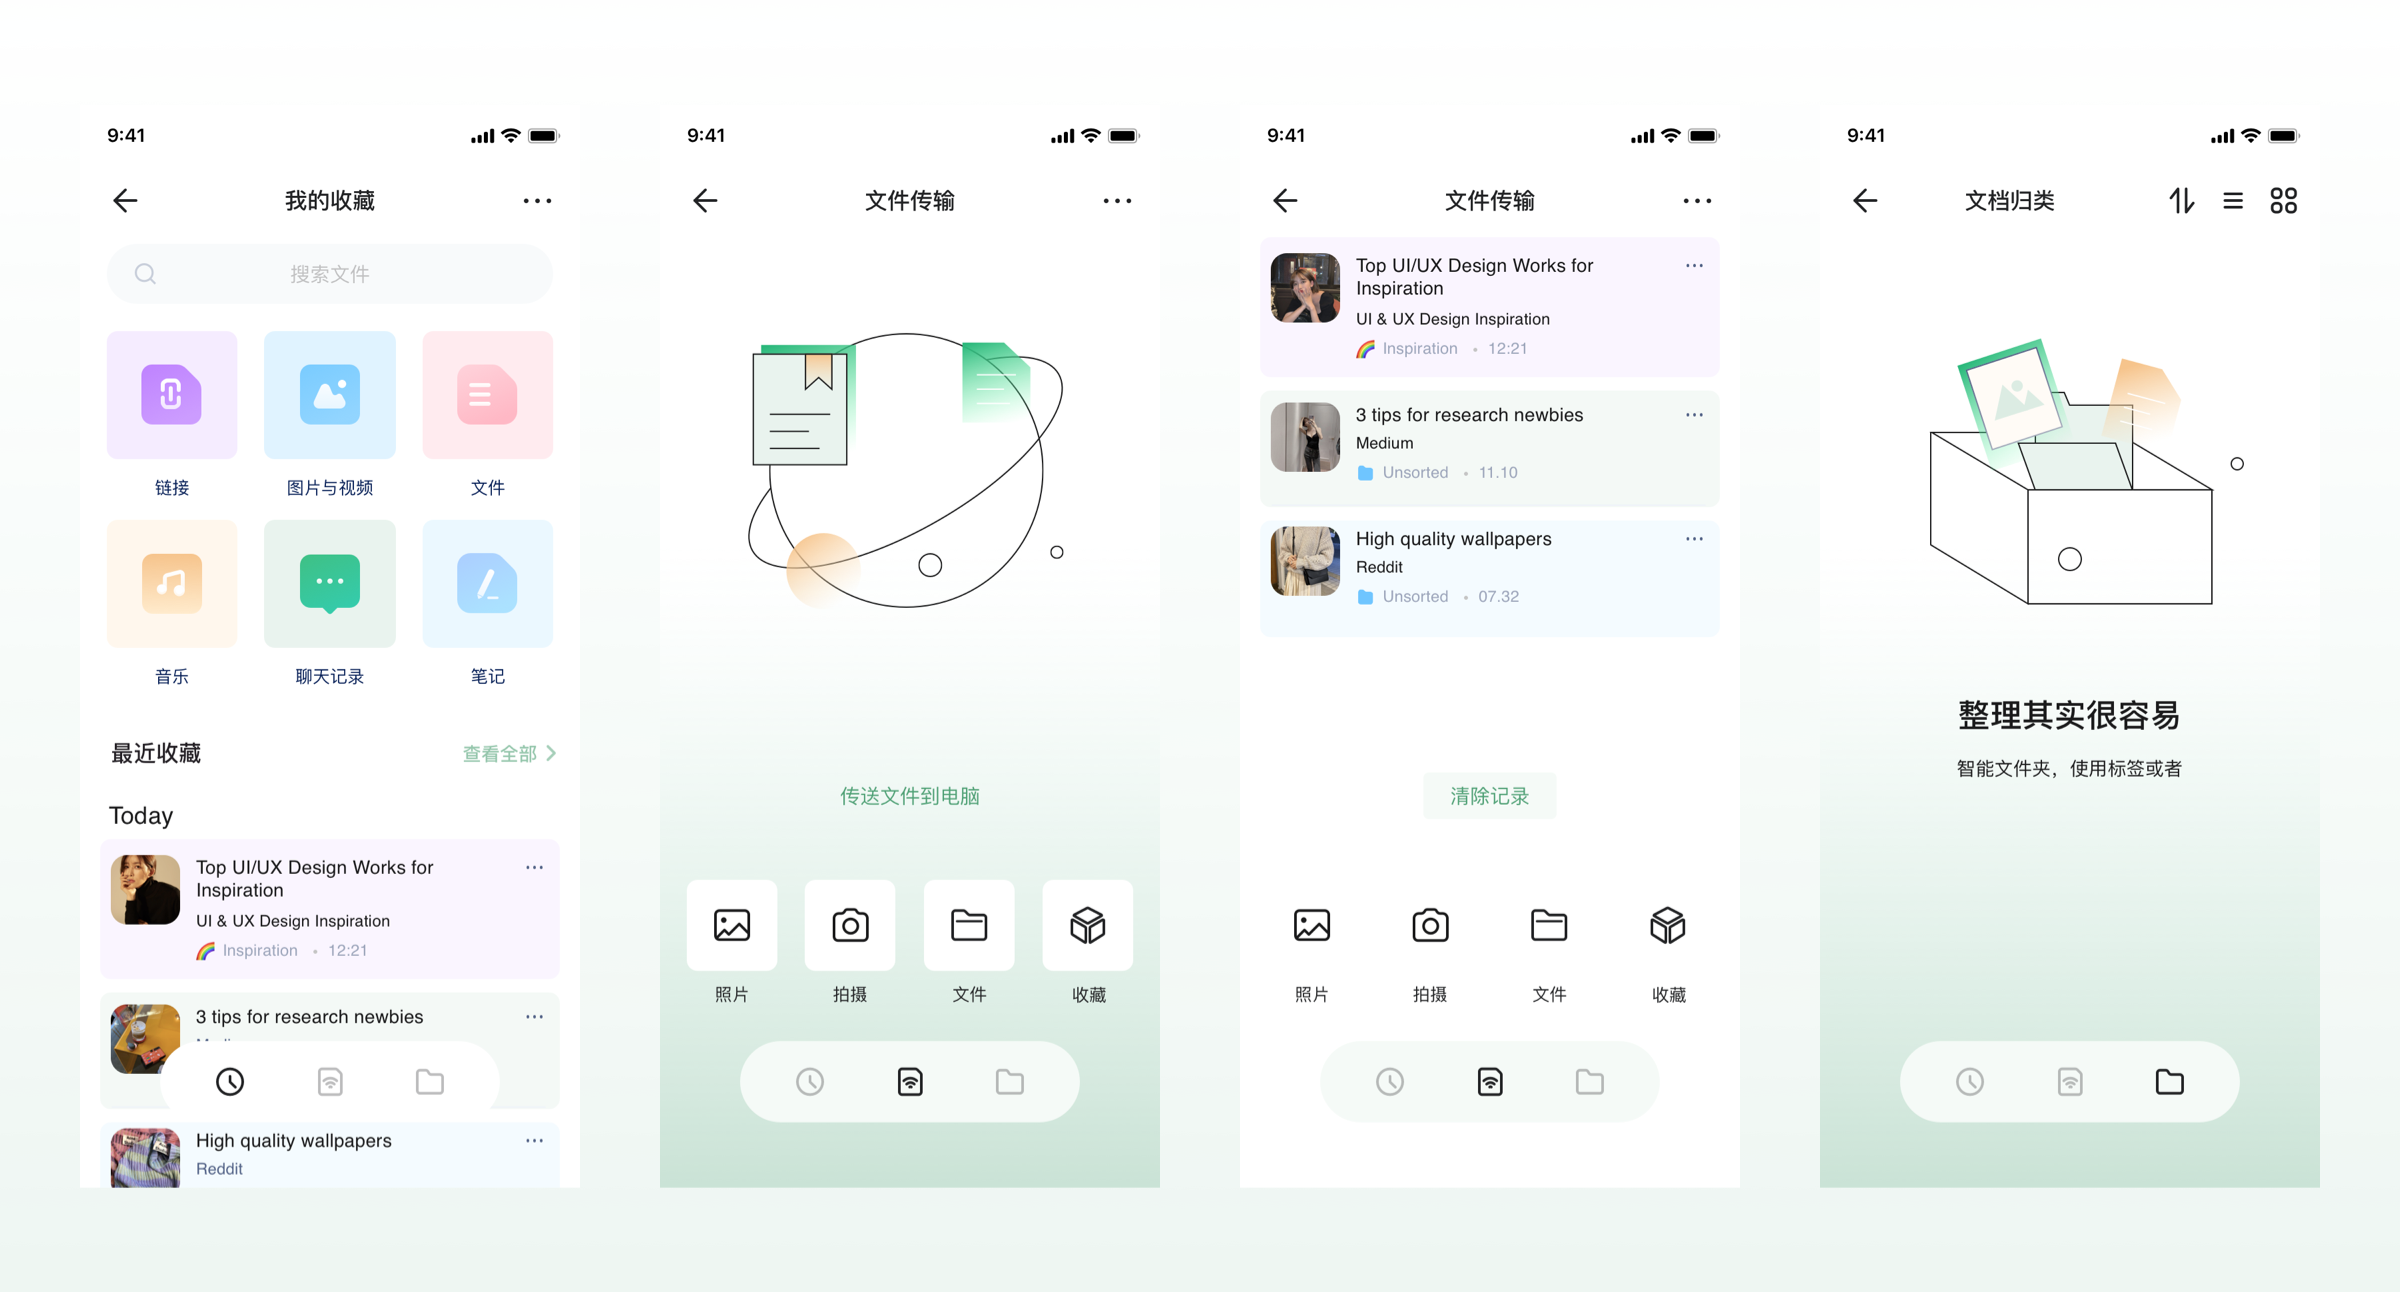 9:41
我的收藏
搜索文件
链接
图片与视频
文件
音乐
聊天记录
笔记
最近收藏
查看全部
Today
Top UI/UX Design Works for
Inspiration
UI & UX Design Inspiration
Inspiration • 12:21
3 tips for research newbies
High quality wallpapers
Reddit
9:41
文件传输
传送文件到电脑
照片
拍摄
文件
收藏
9:41
文件传输
Top UI/UX Design Works for
Inspiration
UI & UX Design Inspiration
Inspiration • 12:21
3 tips for research newbies
Medium
Unsorted • 11.10
High quality wallpapers
Reddit
Unsorted • 07.32
清除记录
照片
拍摄
文件
收藏
9:41
文档归类
整理其实很容易
智能文件夹，使用标签或者